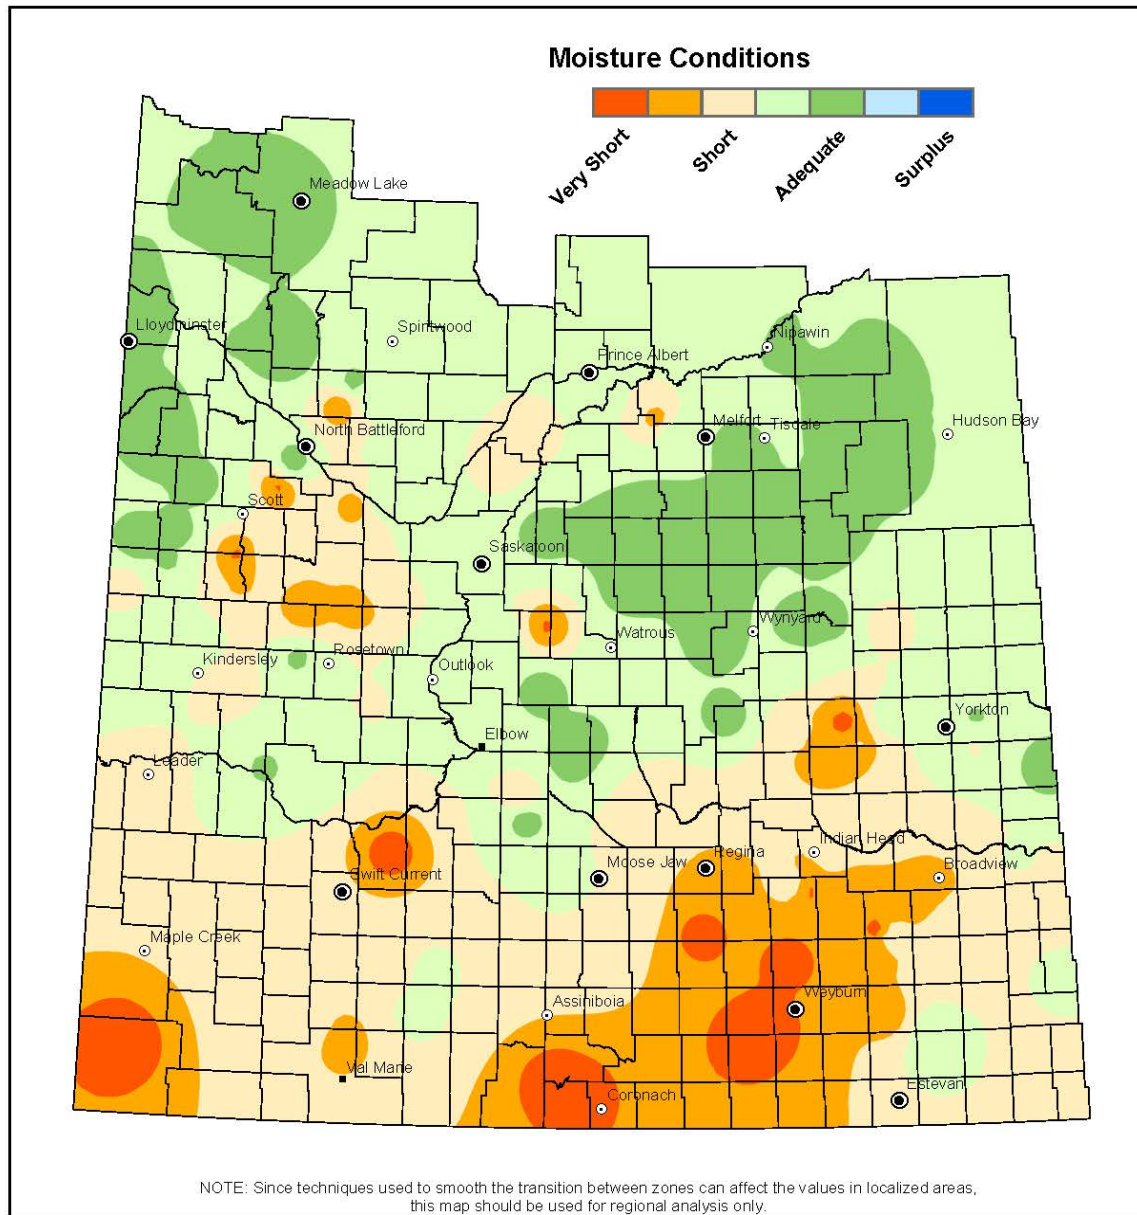 Moisture Conditions
Very Short
Short
Adequate
Surplus
Meadow Lake
Lloydminster
Spiritwood
Nipawin
Prince Albert
North Battleford
Melfort
Tisdale
Hudson Bay
Scott
Saskatoon
Watrous
Wynyard
Kindersley
Rosetown
Outlook
Yorkton
Elbow
Leader
Indian Head
Swift Current
Moose Jaw
Regina
Broadview
Maple Creek
Assiniboia
Weyburn
Val Marie
Coronach
Estevan
NOTE: Since techniques used to smooth the transition between zones can affect the values in localized areas,
this map should be used for regional analysis only.